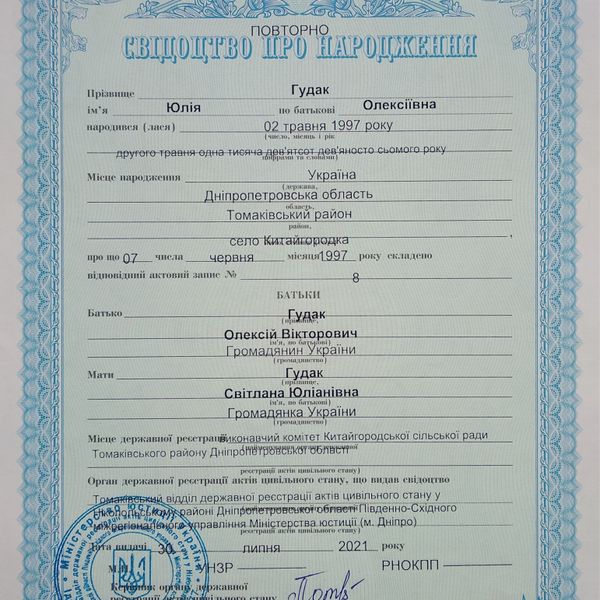 ПОВТОРНО
СВІДОЦТВО ПРО НАРОДЖЕННЯ
Прізвище Гудак
ім'я Юлія по батькові Олексіївна
народився (лася) 02 травня 1997 року
(число, місяць і рік
другого травня одна тисяча дев'ятсот дев'яносто сьомого року
цифрами та словами)
Місце народження Україна
(держава,
Дніпропетровська область
область,
Томаківський район
район,
село Китайгородка
про що 07 числа червня місяця 1997 року складено
відповідний актовий запис № 8
БАТЬКИ
Батько Гудак
(прізвище,
Олексій Вікторович
ім'я, по батькові)
Громадянин України
(громадянство)
Мати Гудак
(прізвище,
Світлана Юліанівна
ім'я, по батькові)
Громадянка України
(громадянство)
Місце державної реєстрації виконавчий комітет Китайгородської сільської ради
Томаківського району Дніпропетровської області
реєстрації актів цивільного стану)
Орган державної реєстрації актів цивільного стану, що видав свідоцтво
Томаківський відділ державної реєстрації актів цивільного стану у
Нікопольському районі Дніпропетровської області Південно-Східного
міжрегіонального управління Міністерства юстиції (м. Дніпро)
реєстрації актів цивільного стану)
Дата видачі 30 липня 2021 року
М.П. УНЗР РНОКПП
Керівник органу державної
реєстрації актів цивільного стану
Міністерство юстиції України